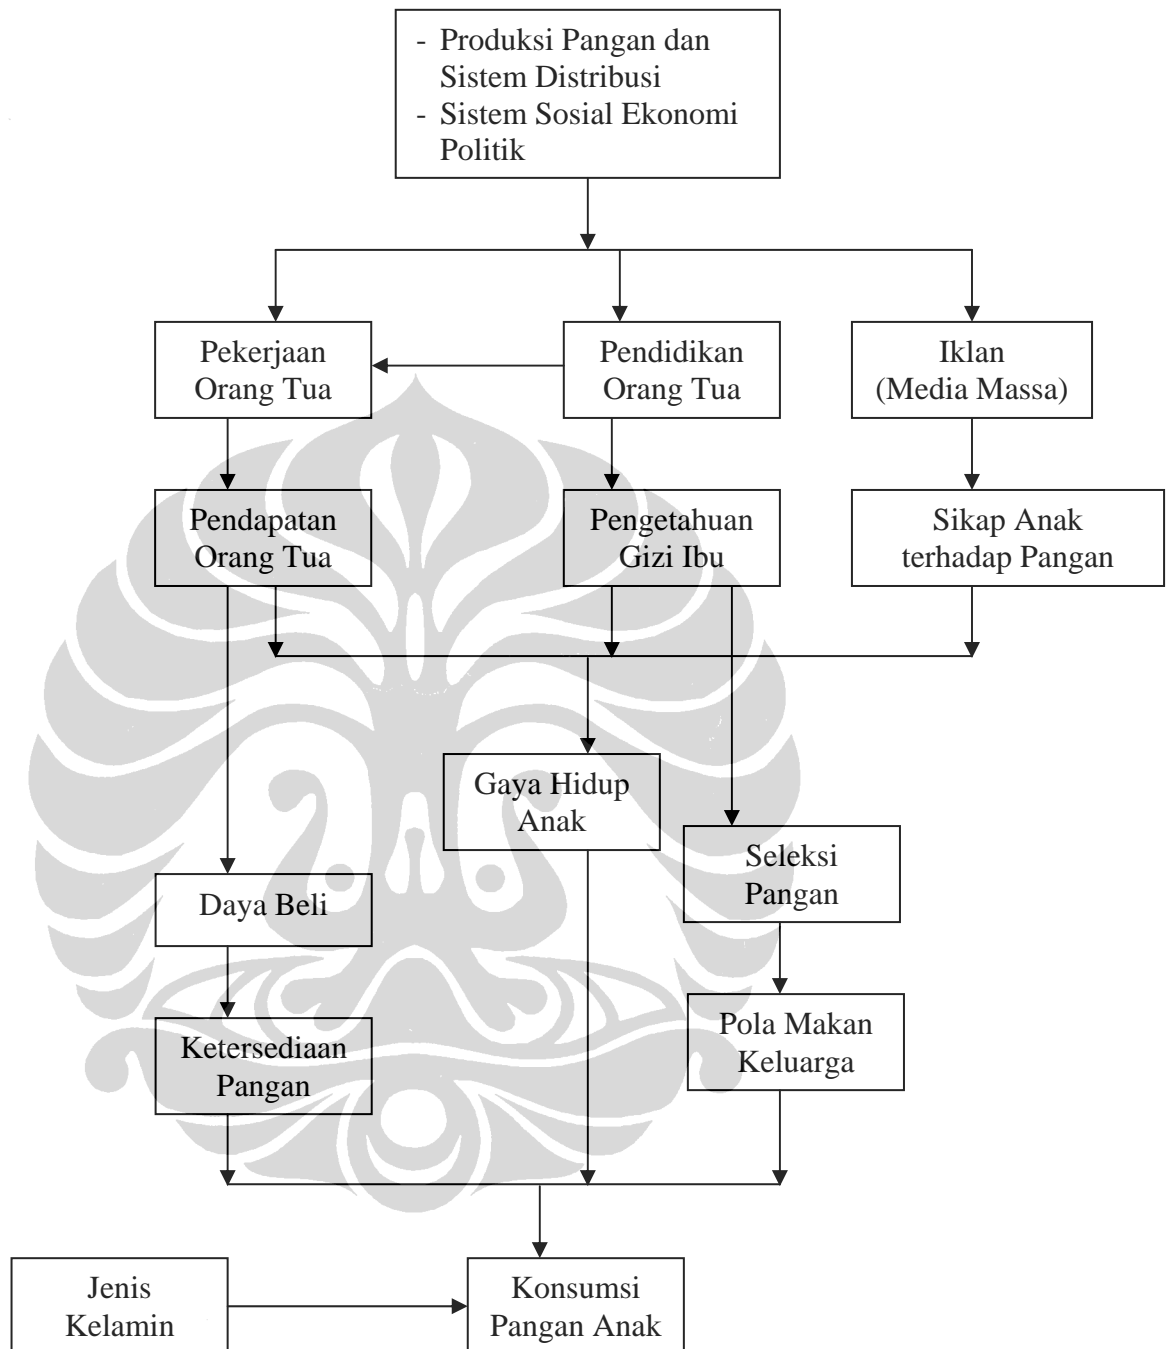 - Produksi Pangan dan
Sistem Distribusi
- Sistem Sosial Ekonomi
Politik
Pekerjaan
Orang Tua
Pendidikan
Orang Tua
Iklan
(Media Massa)
Pendapatan
Orang Tua
Pengetahuan
Gizi Ibu
Sikap Anak
terhadap Pangan
Gaya Hidup
Anak
Seleksi
Pangan
Daya Beli
Pola Makan
Keluarga
Ketersediaan
Pangan
Jenis
Kelamin
Konsumsi
Pangan Anak